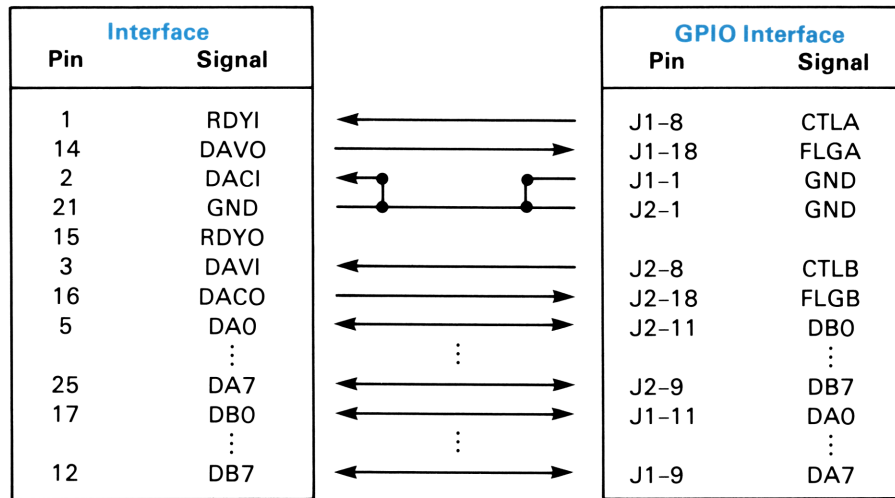 Interface GPIO Interface
Pin Signal Pin Signal
1 RDYI J1–8 CTLA
14 DAVO J1–18 FLGA
2 DACI J1–1 GND
21 GND J2–1 GND
15 RDYO
3 DAVI J2–8 CTLB
16 DACO J2–18 FLGB
5 DA0 J2–11 DB0
⋮ ⋮ ⋮
25 DA7 J2–9 DB7
17 DB0 J1–11 DA0
⋮ ⋮ ⋮
12 DB7 J1–9 DA7